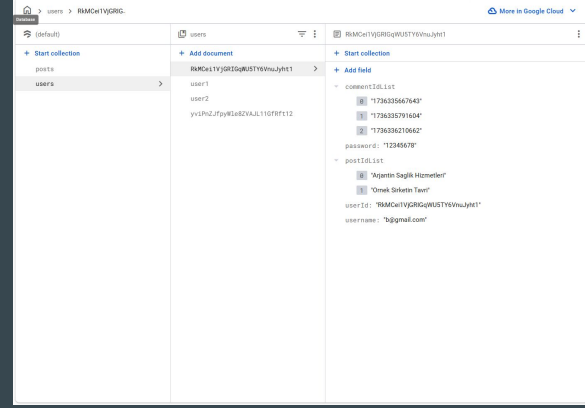 users > RkMCei1VjGRIG.
More in Google Cloud
Database
(default)
users
RkMCei1VjGRIGqWU5TY6VnuJyht1
+ Start collection
+ Add document
+ Start collection
posts
users
RkMCei1VjGRIGqWU5TY6VnuJyht1
user1
user2
+ Add field
commentIdList
0 "1736335667643"
1 "1736335791604"
2 "1736336210662"
password: "12345678"
postIdList
0 "Arjantin Saglik Hizmetleri"
1 "Ornek Sirketin Tavri"
userId: "RkMCei1VjGRIGqWU5TY6VnuJyht1"
username: "b@gmail.com"